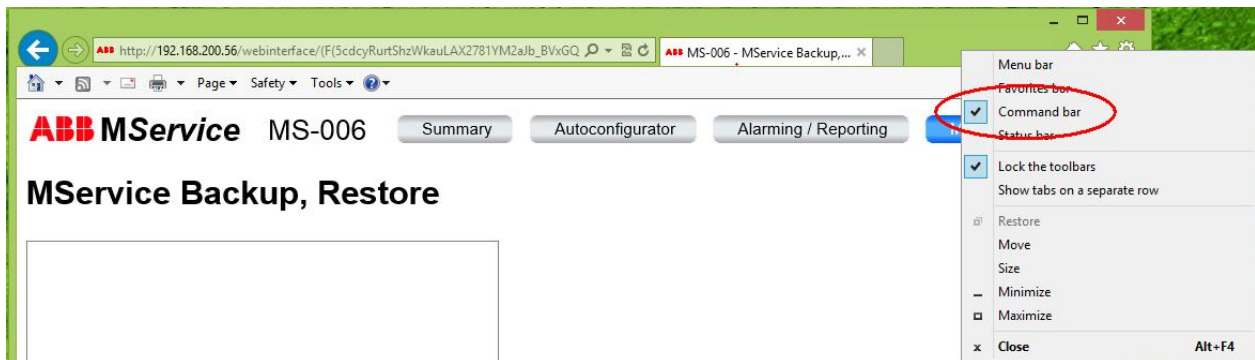 ABB http://192.168.200.56/webinterface/(F(5cdcyRurtShzWkauLAX2781YM2aJb_BVxGQ
ABB MS-006 - MService Backup,...
Page Safety Tools
ABB MService MS-006 Summary Autoconfigurator Alarming / Reporting
MService Backup, Restore
Menu bar
Favorites bar
Command bar
Status bar
Lock the toolbars
Show tabs on a separate row
Restore
Move
Size
Minimize
Maximize
Close Alt+F4